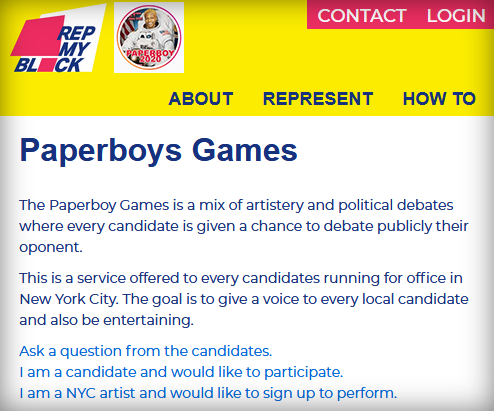 CONTACT LOGIN
REP
MY
BLOCK
PAPERBOY
2020
ABOUT REPRESENT HOW TO
Paperboys Games
The Paperboy Games is a mix of artistery and political debates
where every candidate is given a chance to debate publicly their
oponent.
This is a service offered to every candidates running for office in
New York City. The goal is to give a voice to every local candidate
and also be entertaining.
Ask a question from the candidates.
I am a candidate and would like to participate.
I am a NYC artist and would like to sign up to perform.